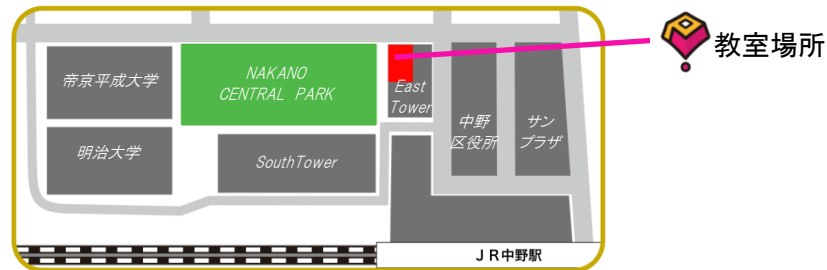 帝京平成大学
明治大学
NAKANO
CENTRAL PARK
SouthTower
East
Tower
中野
区役所
サン
プラザ
教室場所
JR中野駅